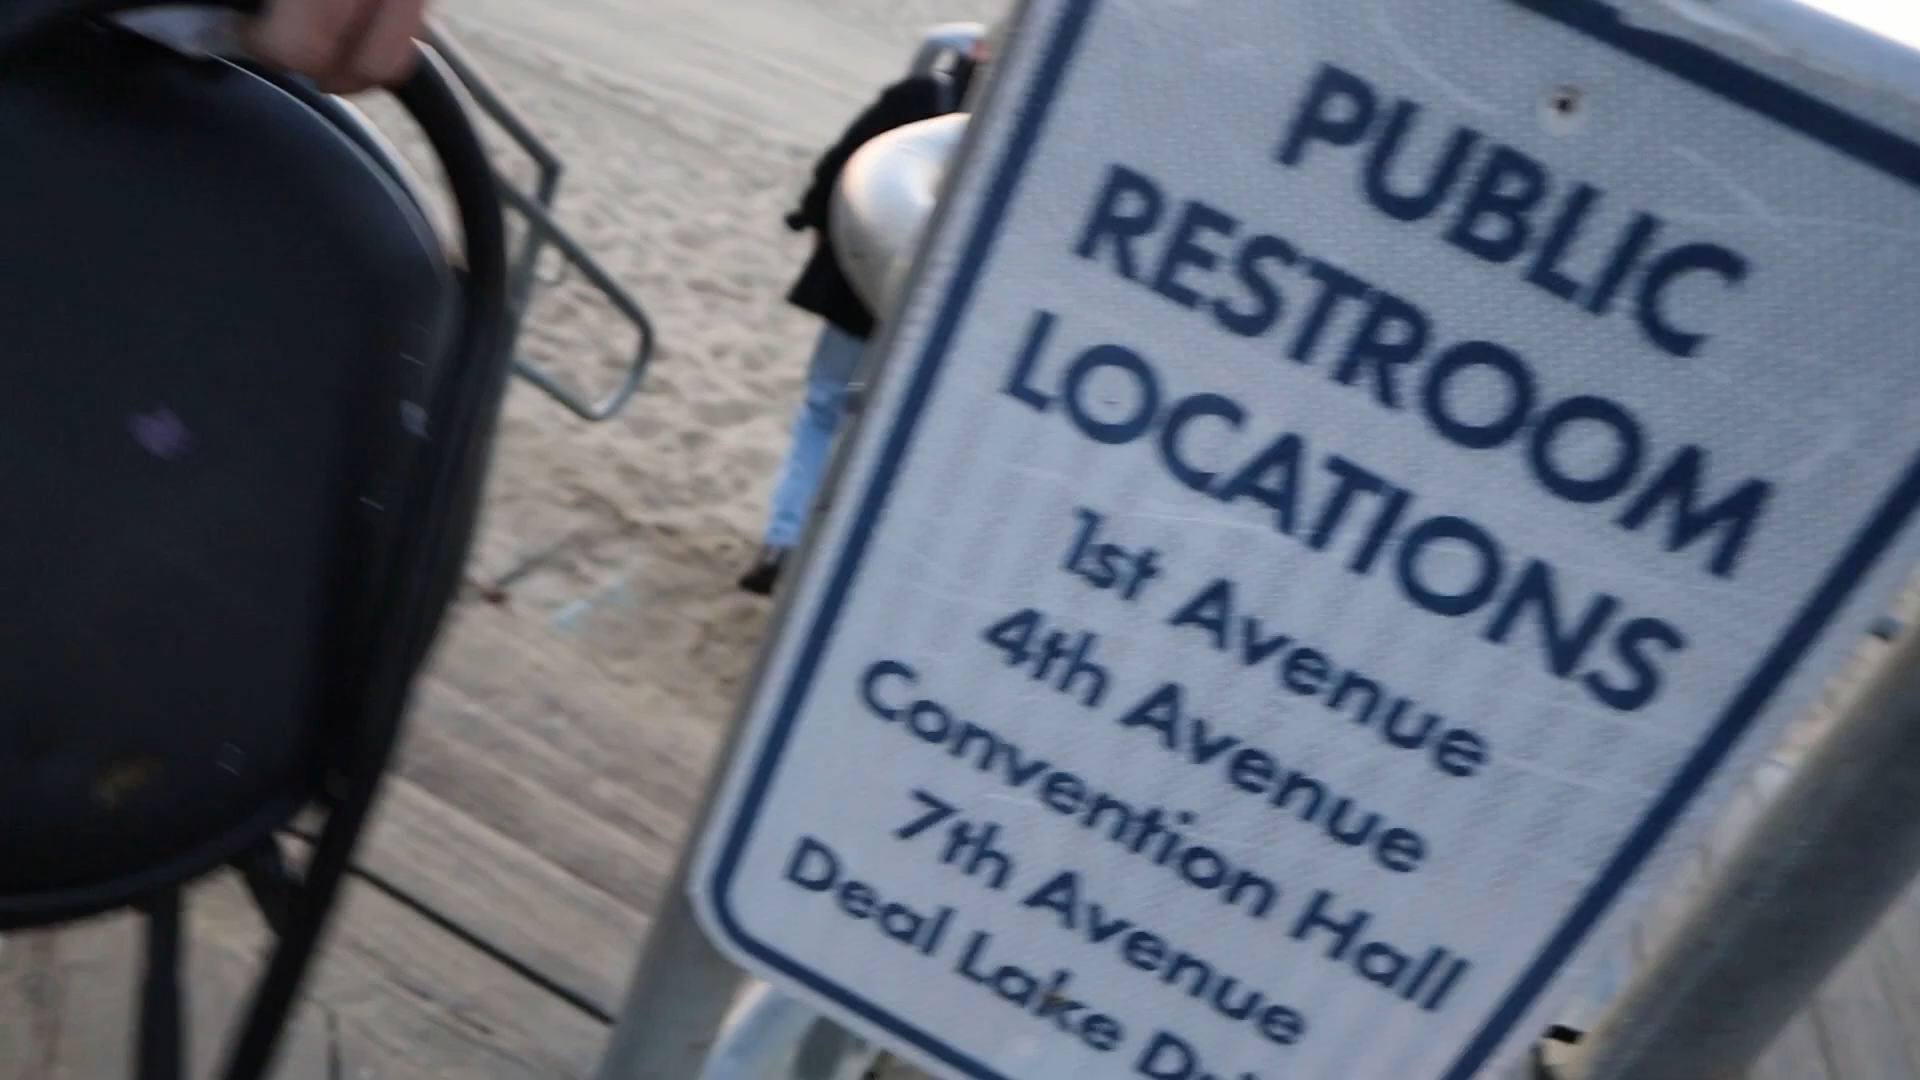 PUBLIC
RESTROOM
LOCATIONS
1st Avenue
4th Avenue
Convention Hall
7th Avenue
Deal Lake